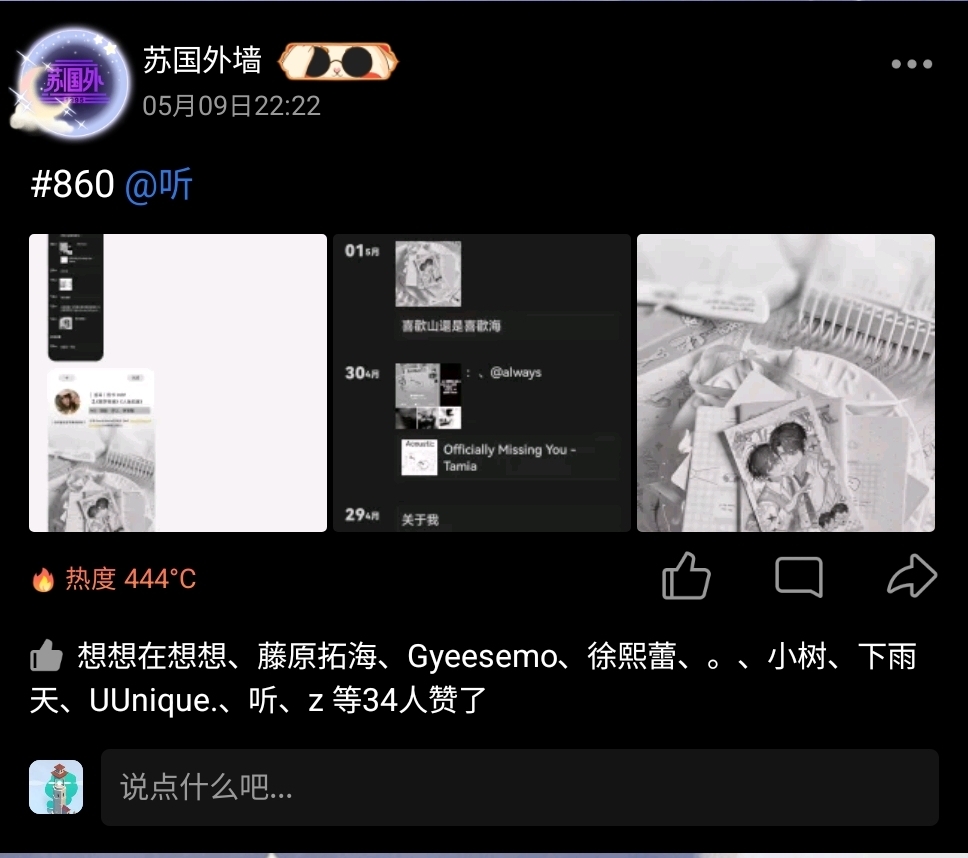 苏国外墙
苏国外
05月09日22:22
#860 @听
01 5月
喜歡山還是喜歡海
30 4月
: 、@always
Acoustic
Officially Missing You -
Tamia
29 4月
关于我
热度 444°C
想想在想想、藤原拓海、Gyeesemo、徐熙蕾、。、小树、下雨
天、UUnique.、听、z 等34人赞了
说点什么吧...